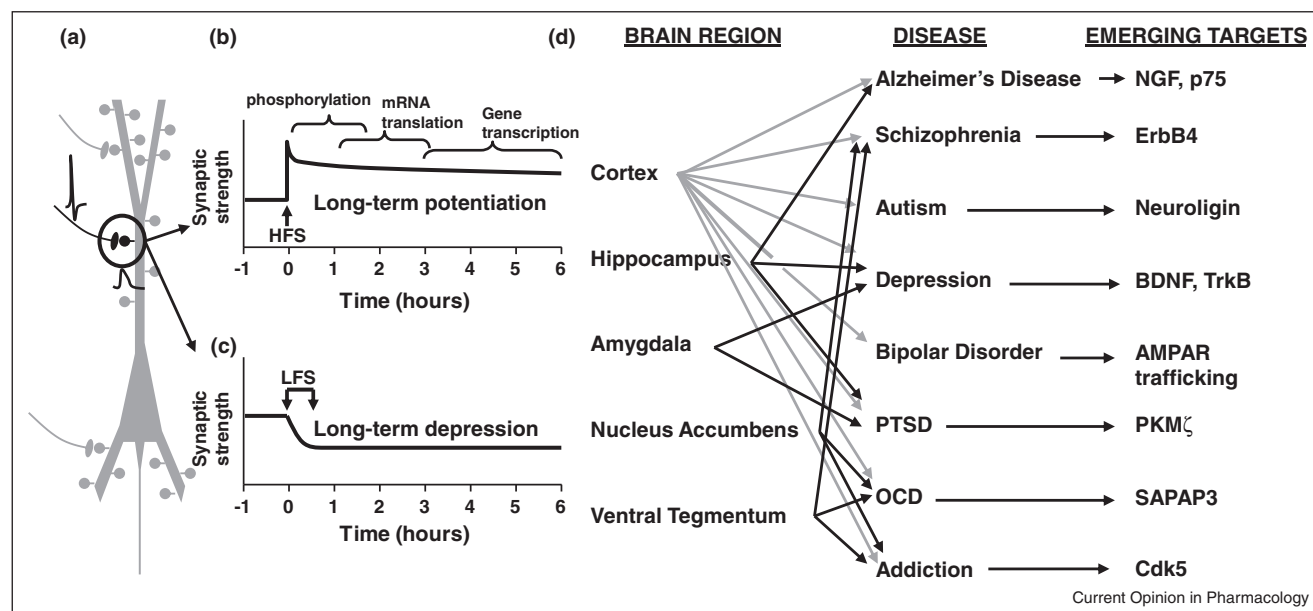 (a)
(b)
phosphorylation
mRNA
translation
Gene
transcription
Synaptic
strength
Long-term potentiation
HFS
-1 0 1 2 3 4 5 6
Time (hours)
(c)
LFS
Synaptic
strength
Long-term depression
-1 0 1 2 3 4 5 6
Time (hours)
(d)
BRAIN REGION
Cortex
Hippocampus
Amygdala
Nucleus Accumbens
Ventral Tegmentum
DISEASE
Alzheimer's Disease
Schizophrenia
Autism
Depression
Bipolar Disorder
PTSD
OCD
Addiction
EMERGING TARGETS
NGF, p75
ErbB4
Neuroligin
BDNF, TrkB
AMPAR
trafficking
PKMζ
SAPAP3
Cdk5
Current Opinion in Pharmacology